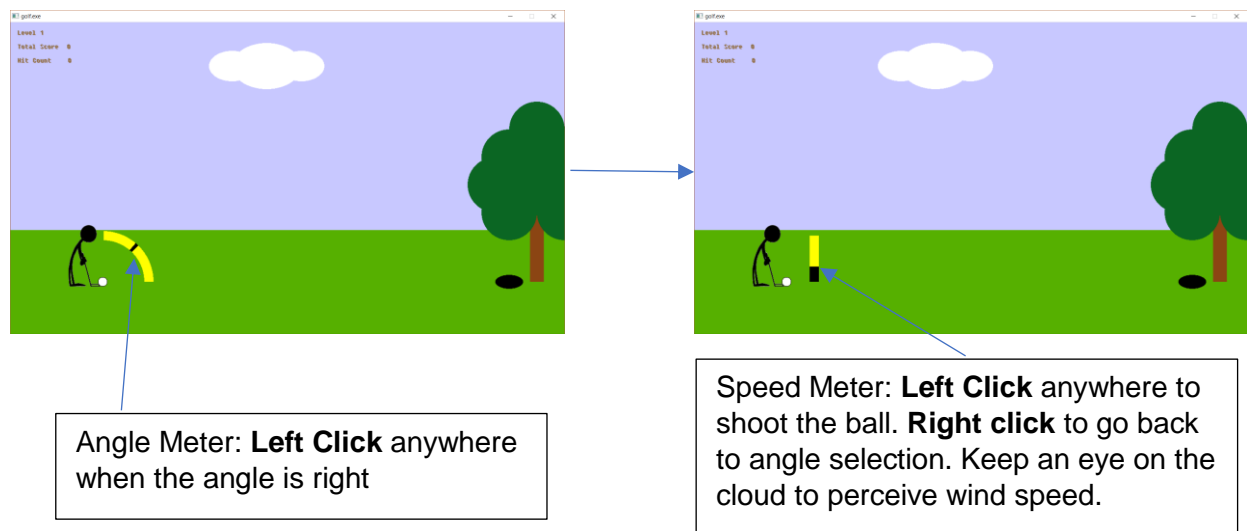 golf.exe
Level 1
Total Score 0
Hit Count 0
golf.exe
Level 1
Total Score 0
Hit Count 0
Angle Meter: Left Click anywhere
when the angle is right
Speed Meter: Left Click anywhere to
shoot the ball. Right click to go back
to angle selection. Keep an eye on the
cloud to perceive wind speed.